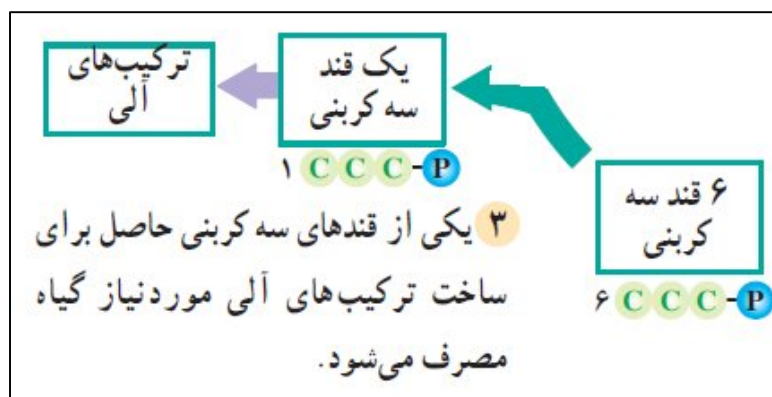 ترکیب‌های
آلی
یک قند
سه کربنی
۱ C C C-P
۶ قند سه
کربنی
۶ C C C-P
۳ یکی از قندهای سه کربنی حاصل برای
ساخت ترکیب‌های آلی موردنیاز گیاه
مصرف می‌شود.